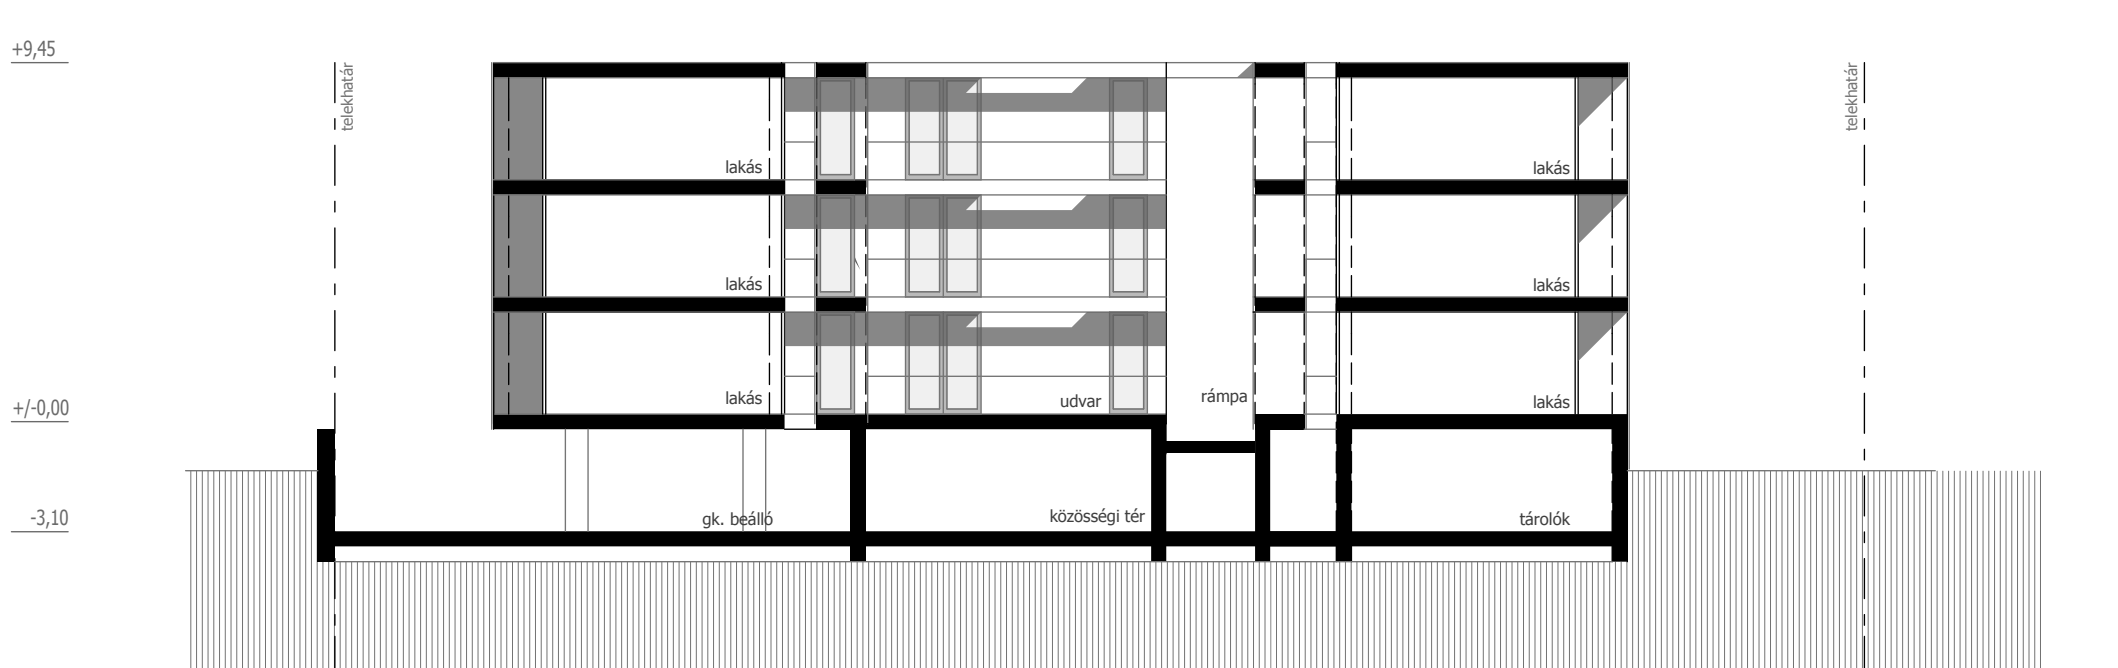 +9,45
telekhatár
telekhatár
lakás
lakás
lakás
lakás
lakás
udvar
rámpa
lakás
+/-0,00
-3,10
gk. beálló
közösségi tér
tárolók